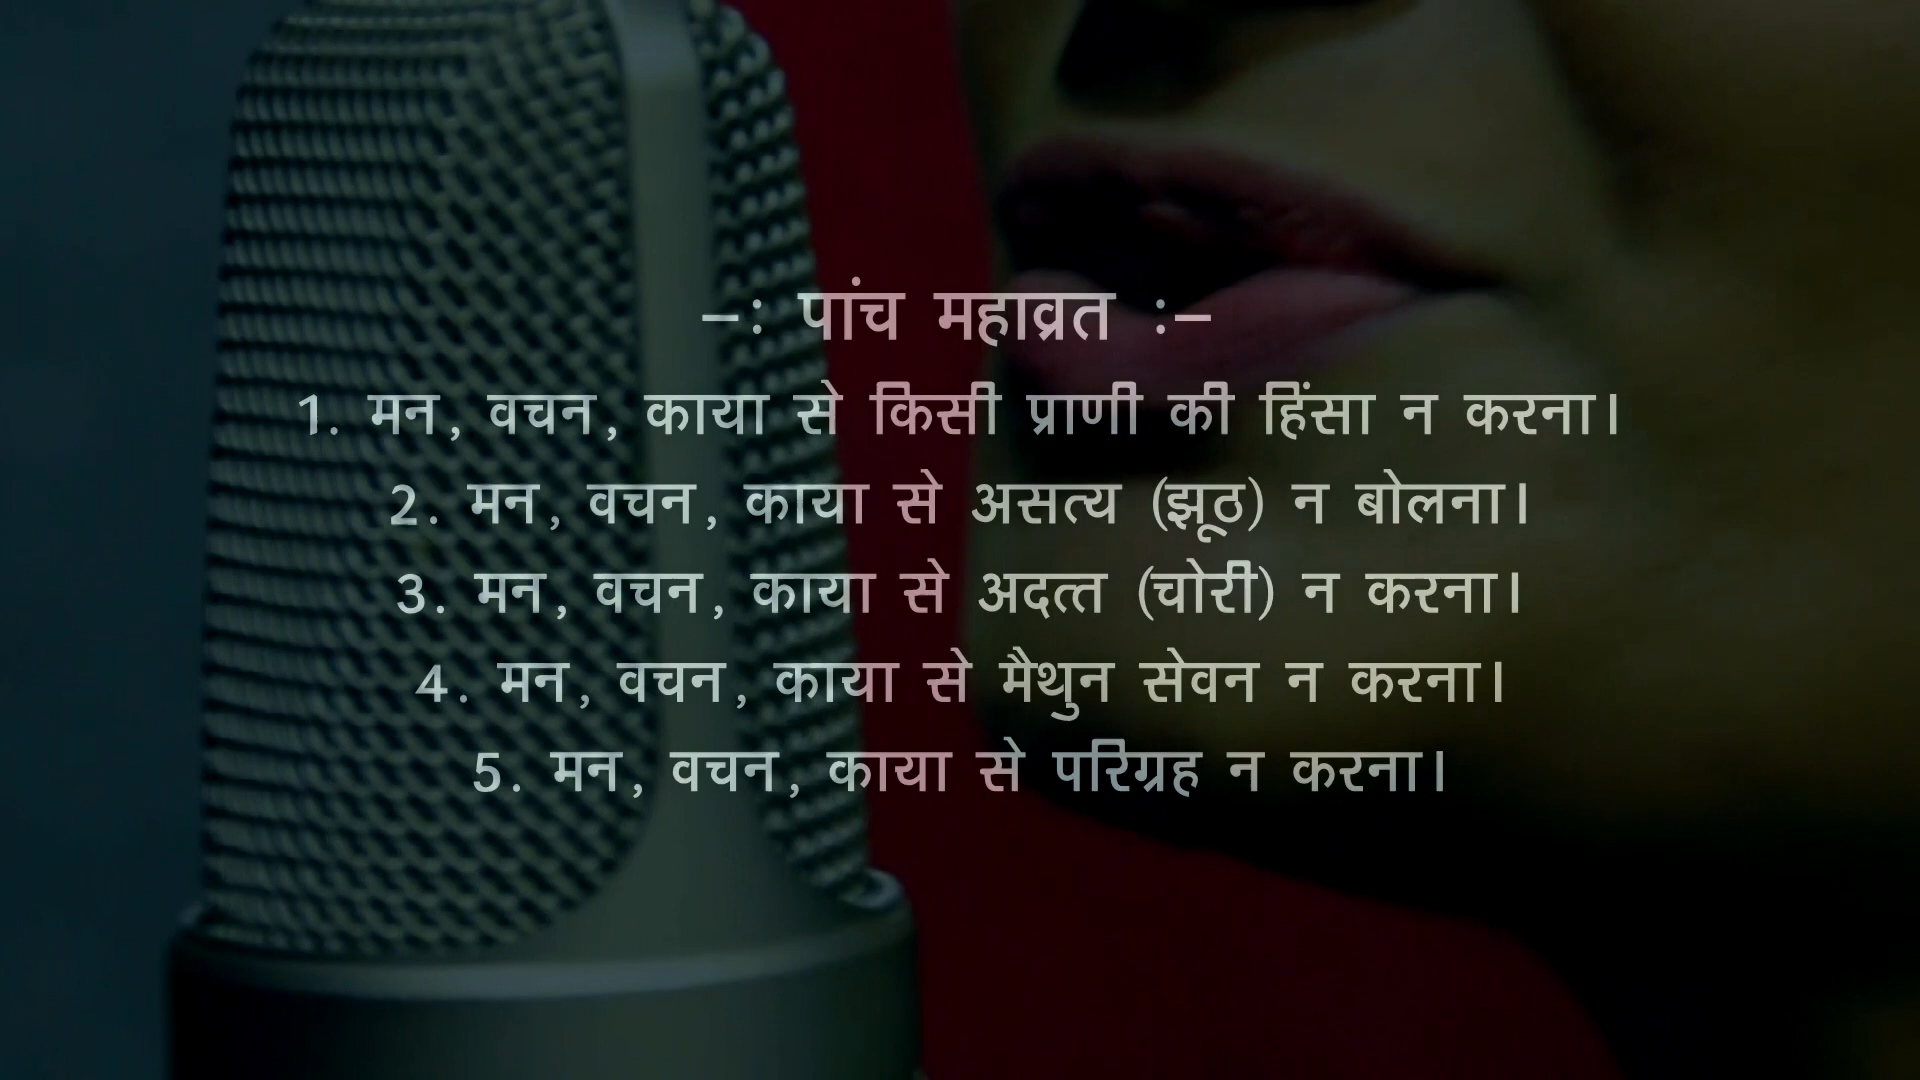 -: पांच महाव्रत :-
1. मन, वचन, काया से किसी प्राणी की हिंसा न करना।
2. मन, वचन, काया से असत्य (झूठ) न बोलना।
3. मन, वचन, काया से अदत्त (चोरी) न करना।
4. मन, वचन, काया से मैथुन सेवन न करना।
5. मन, वचन, काया से परिग्रह न करना।